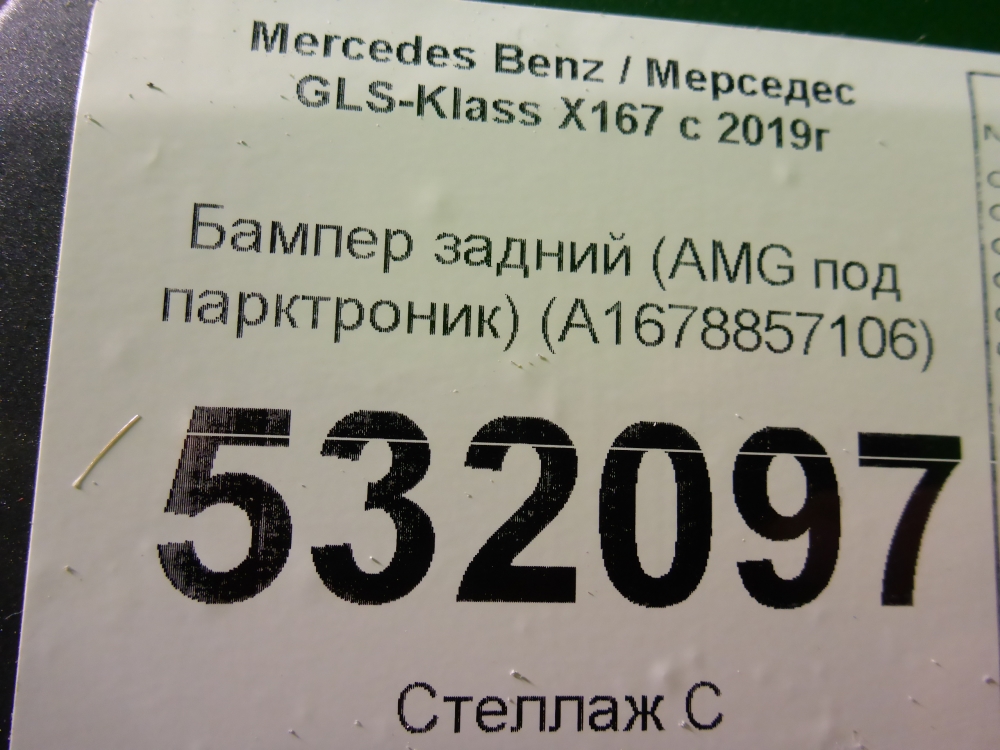 Mercedes Benz / Мерседес
GLS-Klass X167 с 2019г
Бампер задний (AMG под
парктроник) (A1678857106)
532097
Стеллаж С